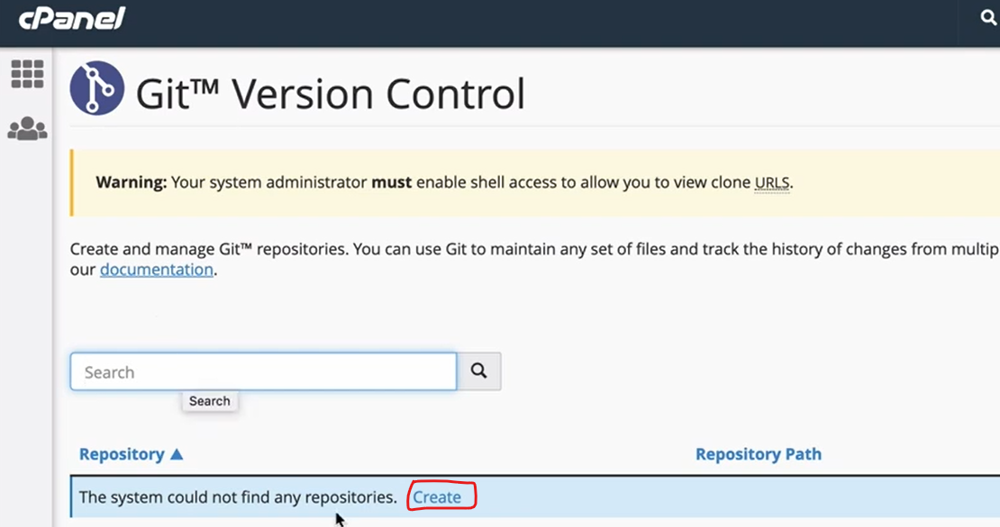 cPanel
Git™ Version Control
Warning: Your system administrator must enable shell access to allow you to view clone URLS.
Create and manage Git™ repositories. You can use Git to maintain any set of files and track the history of changes from
our documentation.
Search
Search
Repository Repository Path
The system could not find any repositories. Create